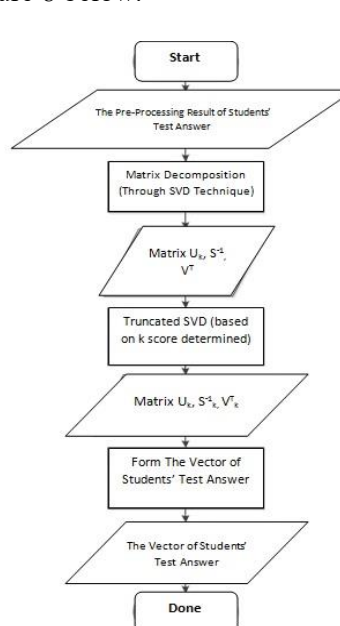 Start
The Pre-Processing Result of Students'
Test Answer
Matrix Decomposition
(Through SVD Technique)
Matrix Uₖ, S⁻¹,
Vᵀ
Truncated SVD (based
on k score determined)
Matrix Uₖ, S⁻¹ₖ, Vᵀₖ
Form The Vector of
Students' Test Answer
The Vector of Students'
Test Answer
Done